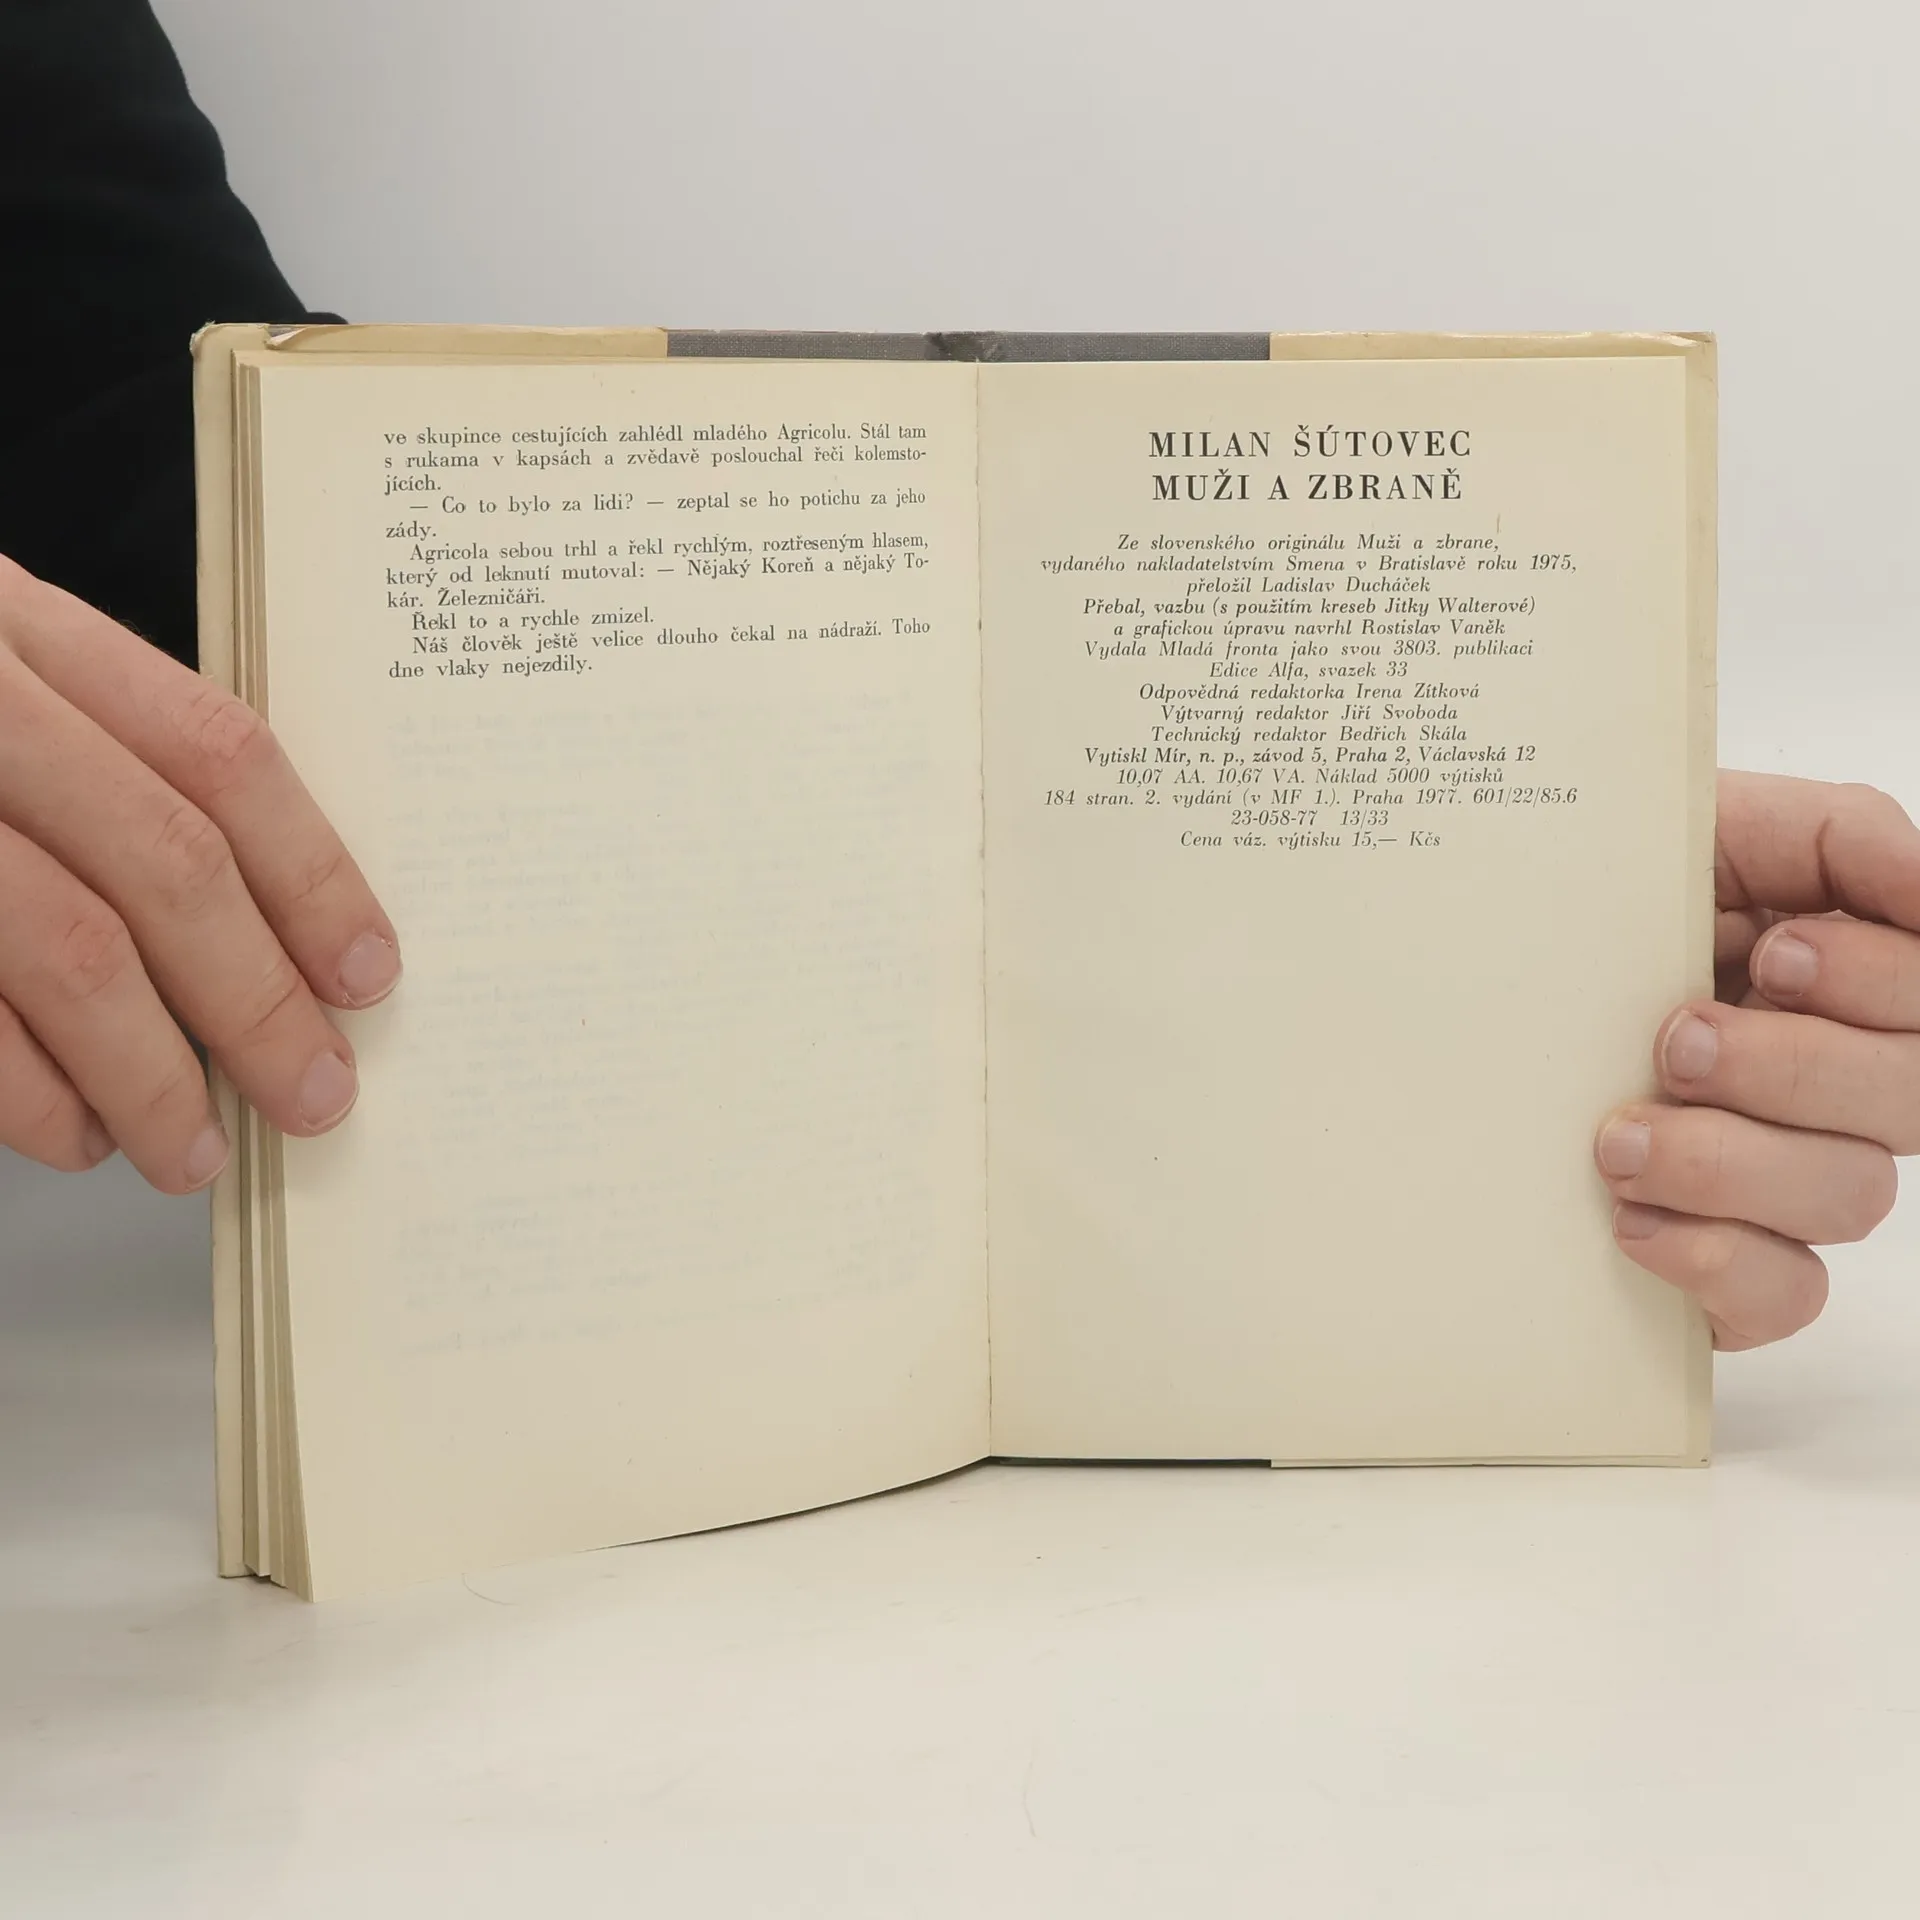 ve skupince cestujících zahlédl mladého Agricolu. Stál tam
s rukama v kapsách a zvědavě poslouchal řeči kolemsto-
jících.
— Co to bylo za lidi? — zeptal se ho potichu za jeho
zády.
Agricola sebou trhl a řekl rychlým, roztřeseným hlasem,
který od leknutí mutoval: — Nějaký Koreň a nějaký To-
kár. Železničáři.
Řekl to a rychle zmizel.
Náš člověk ještě velice dlouho čekal na nádraží. Toho
dne vlaky nejezdily.
MILAN ŠÚTOVEC
MUŽI A ZBRANĚ
Ze slovenského originálu Muži a zbrane,
vydaného nakladatelstvím Smena v Bratislavě roku 1975,
přeložil Ladislav Ducháček
Přebal, vazbu (s použitím kreseb Jitky Walterové)
a grafickou úpravu navrhl Rostislav Vaněk
Vydala Mladá fronta jako svou 3803. publikaci
Edice Alfa, svazek 33
Odpovědná redaktorka Irena Zítková
Výtvarný redaktor Jiří Svoboda
Technický redaktor Bedřich Skála
Vytiskl Mír, n. p., závod 5, Praha 2, Václavská 12
10,07 AA. 10,67 VA. Náklad 5000 výtisků
184 stran. 2. vydání (v MF 1.). Praha 1977. 601/22/85.6
23-058-77 13/33
Cena váz. výtisku 15,— Kčs